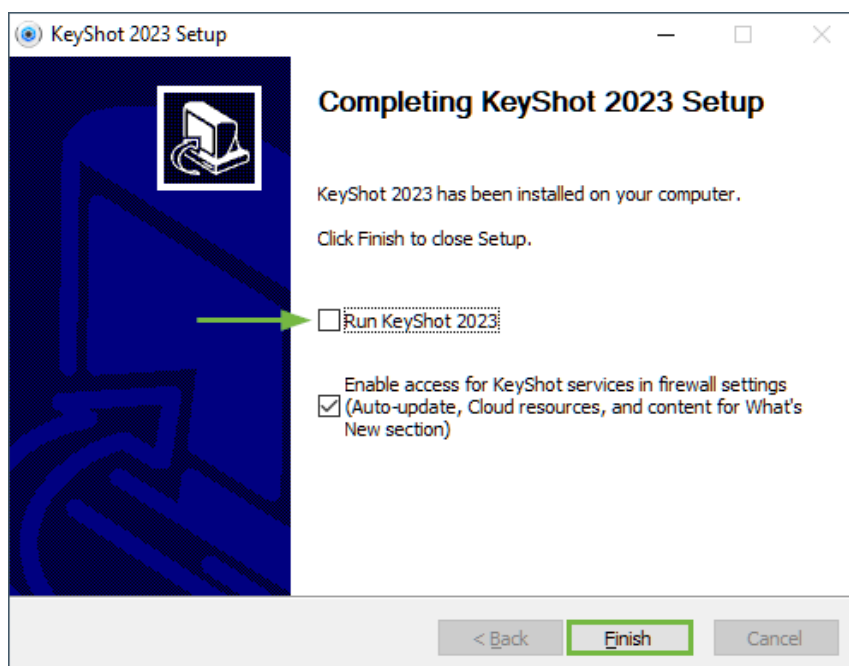 KeyShot 2023 Setup
Completing KeyShot 2023 Setup
KeyShot 2023 has been installed on your computer.
Click Finish to close Setup.
Run KeyShot 2023
Enable access for KeyShot services in firewall settings
(Auto-update, Cloud resources, and content for What's
New section)
< Back
Finish
Cancel